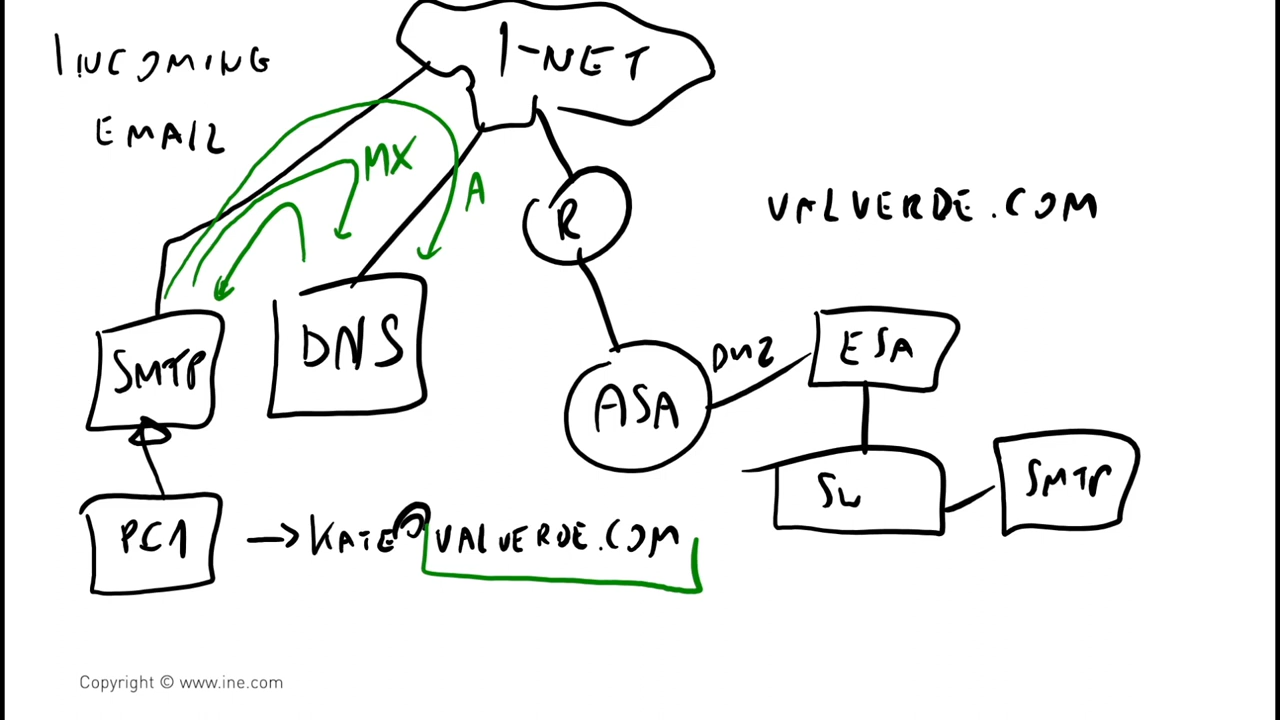 INCOMING
EMAIL
I-NET
MX
A
R
VALVERDE.COM
SMTP
DNS
ASA
DMZ
ESA
SW
SMTP
PC1
→ KATE@VALVERDE.COM
Copyright © www.ine.com